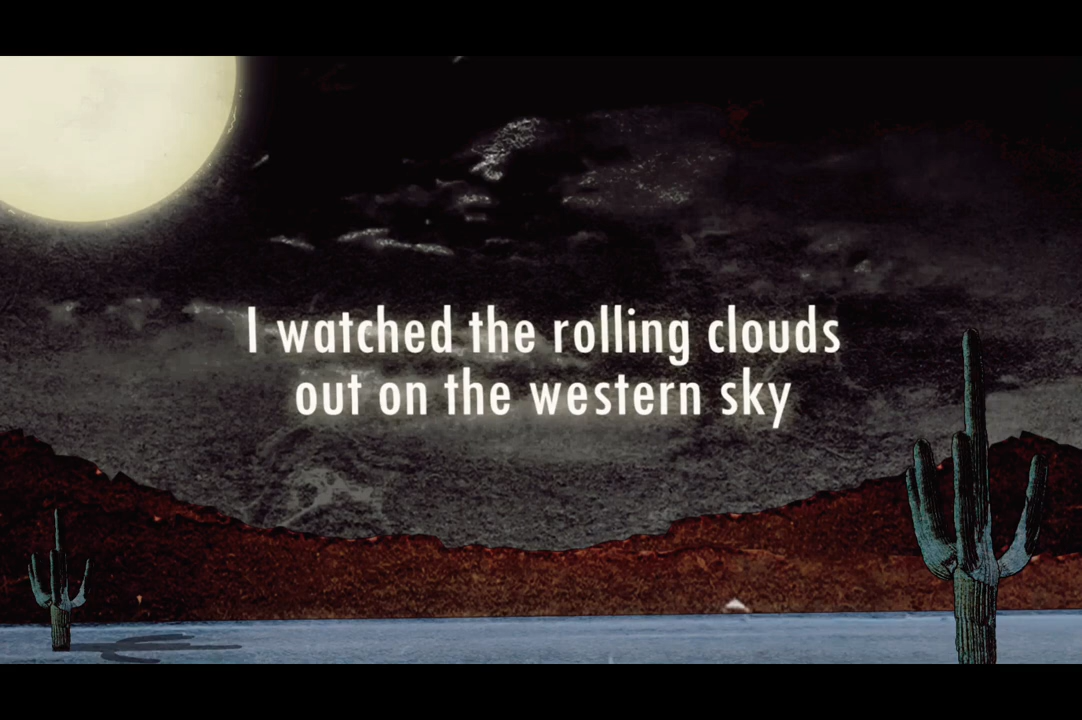 I watched the rolling clouds
out on the western sky